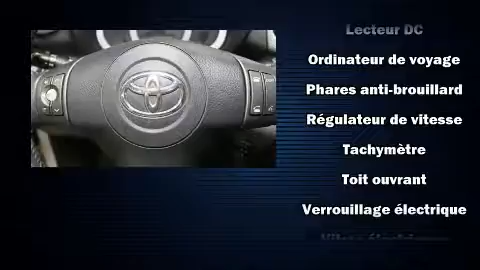 Lecteur DC
Ordinateur de voyage
Phares anti-brouillard
Régulateur de vitesse
Tachymètre
Toit ouvrant
Verrouillage électrique